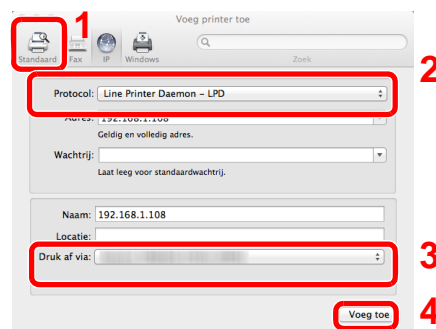 1
Voeg printer toe
Standaard Fax IP Windows Zoek
2
Protocol: Line Printer Daemon – LPD
Adres: 192.168.1.108
Geldig en volledig adres.
Wachtrij:
Laat leeg voor standaardwachtrij.
Naam: 192.168.1.108
Locatie:
Druk af via:
3
Voeg toe
4